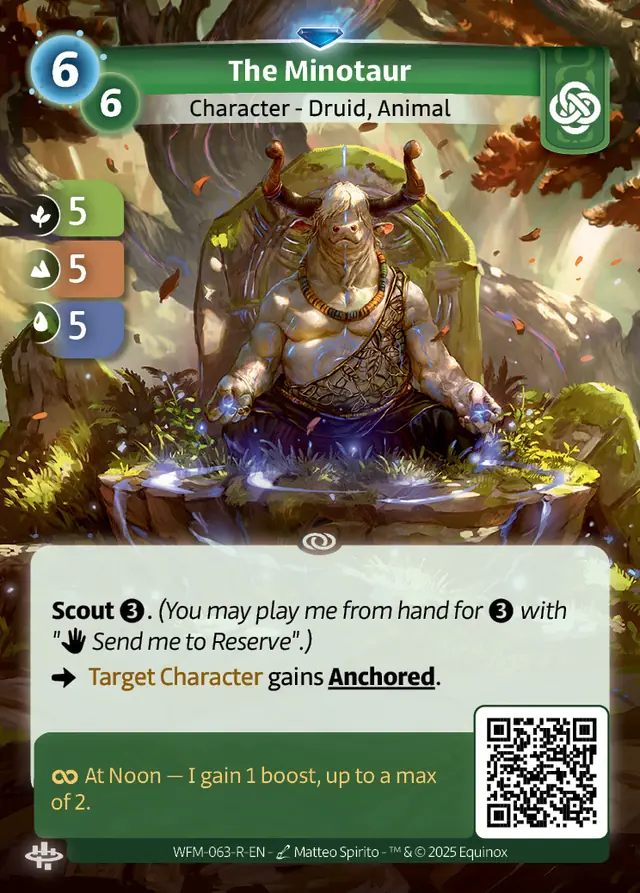 6
The Minotaur
6
Character - Druid, Animal
5
5
5
Scout 3. (You may play me from hand for 3 with
" Send me to Reserve".)
Target Character gains Anchored.
At Noon — I gain 1 boost, up to a max
of 2.
WFM-063-R-EN - Matteo Spirito - ™ & © 2025 Equinox